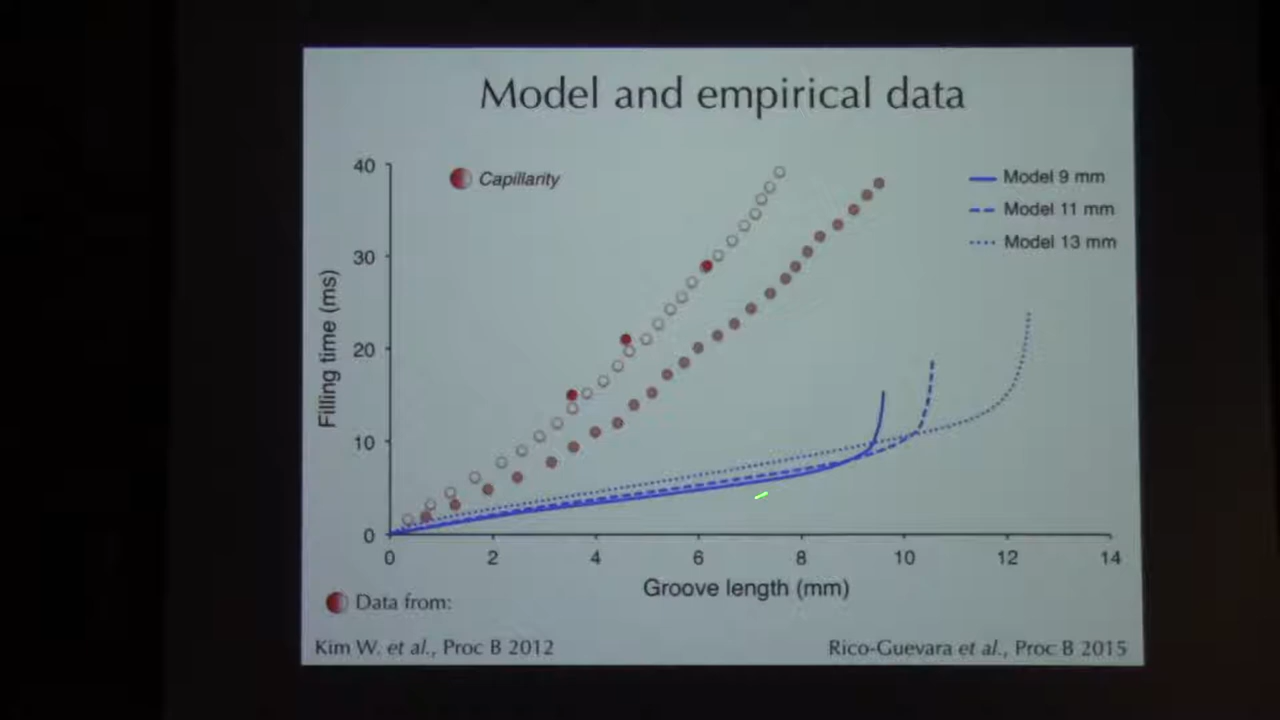 Model and empirical data
40
30
20
10
0
Filling time (ms)
Capillarity
Model 9 mm
Model 11 mm
Model 13 mm
0 2 4 6 8 10 12 14
Groove length (mm)
Data from:
Kim W. et al., Proc B 2012
Rico-Guevara et al., Proc B 2015